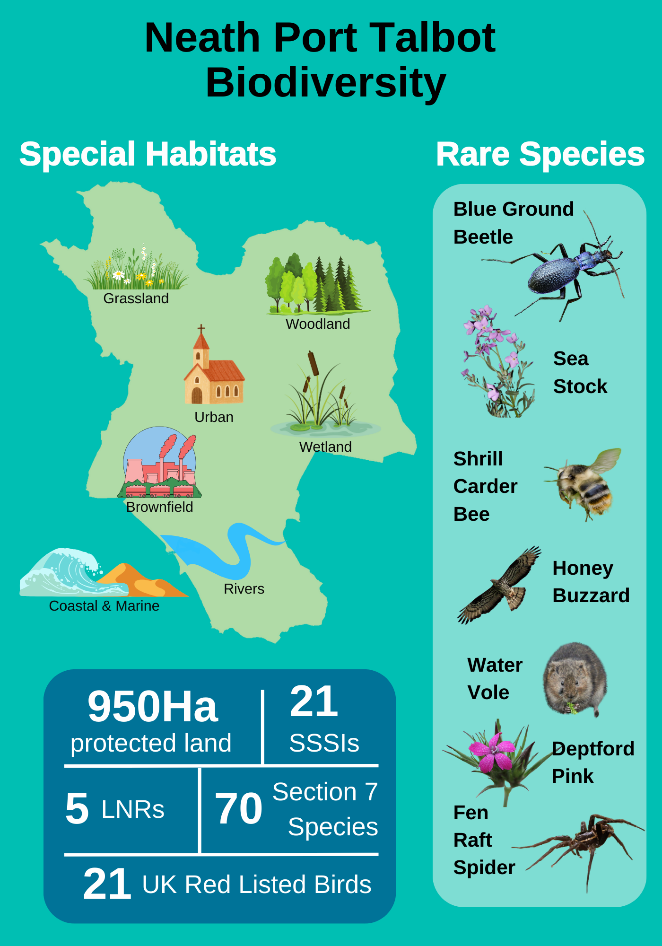 Neath Port Talbot
Biodiversity
Special Habitats
Grassland
Woodland
Urban
Wetland
Brownfield
Rivers
Coastal & Marine
950Ha
protected land
21
SSSIs
5 LNRs
70 Section 7
Species
21 UK Red Listed Birds
Rare Species
Blue Ground
Beetle
Sea
Stock
Shrill
Carder
Bee
Honey
Buzzard
Water
Vole
Deptford
Pink
Fen
Raft
Spider